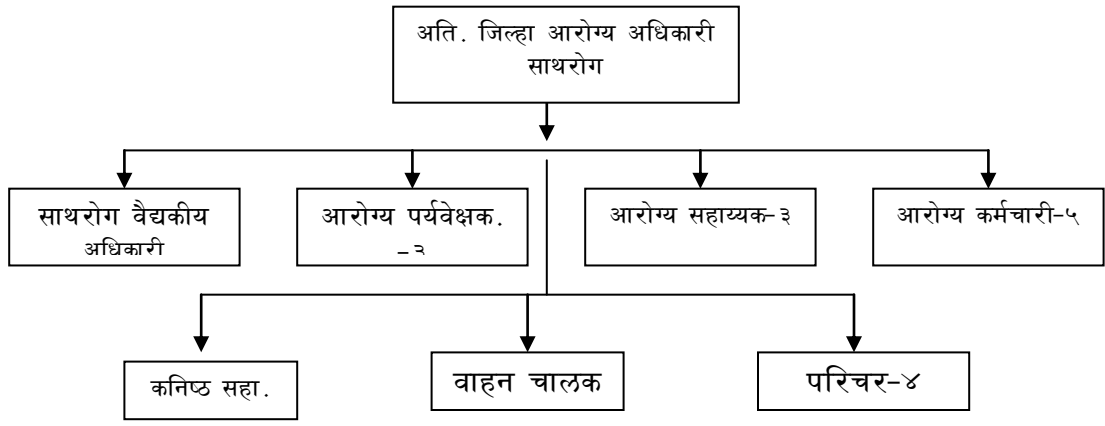 अति. जिल्हा आरोग्य अधिकारी
साथरोग
साथरोग वैद्यकीय
अधिकारी
आरोग्य पर्यवेक्षक.
आरोग्य सहाय्यक-३
आरोग्य कर्मचारी-५
कनिष्ठ सहा.
वाहन चालक
परिचर-४